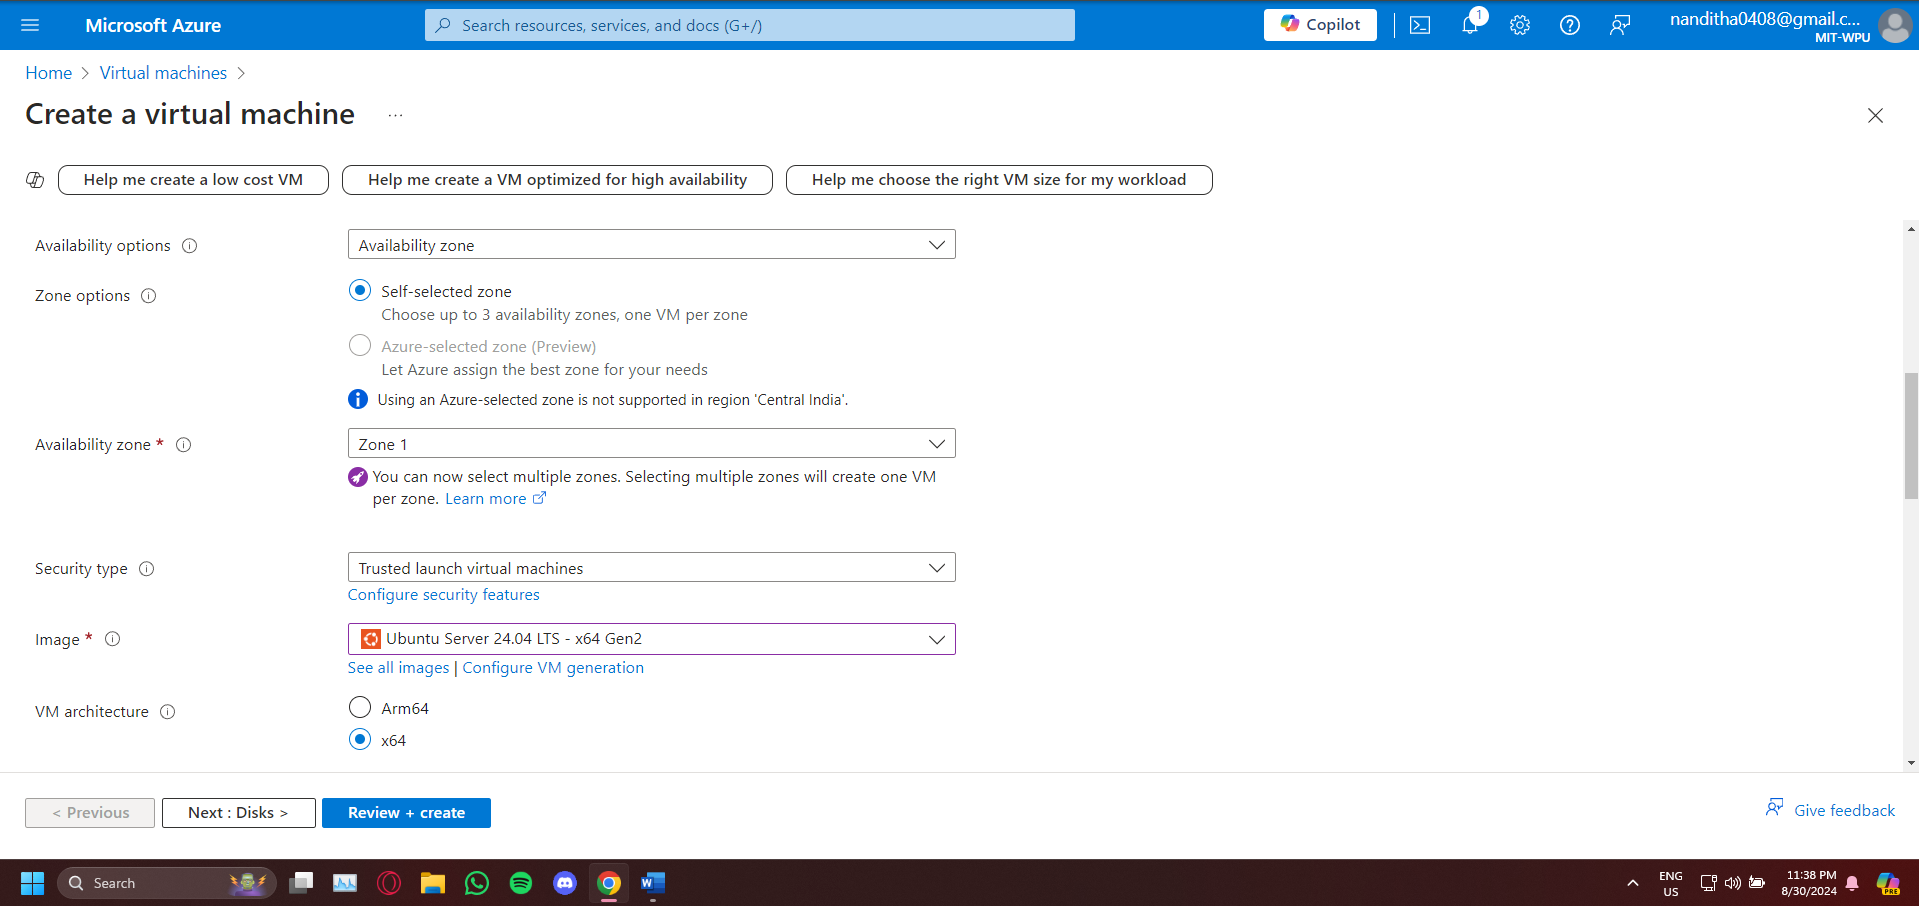 Microsoft Azure
Search resources, services, and docs (G+/)
Copilot
1
nanditha0408@gmail.c...
MIT-WPU
Home > Virtual machines >
Create a virtual machine ...
Help me create a low cost VM
Help me create a VM optimized for high availability
Help me choose the right VM size for my workload
Availability options
Availability zone
Zone options
Self-selected zone
Choose up to 3 availability zones, one VM per zone
Azure-selected zone (Preview)
Let Azure assign the best zone for your needs
Using an Azure-selected zone is not supported in region 'Central India'.
Availability zone *
Zone 1
You can now select multiple zones. Selecting multiple zones will create one VM
per zone. Learn more
Security type
Trusted launch virtual machines
Configure security features
Image *
Ubuntu Server 24.04 LTS - x64 Gen2
See all images | Configure VM generation
VM architecture
Arm64
x64
< Previous
Next : Disks >
Review + create
Give feedback
Search
ENG
US
11:38 PM
8/30/2024
PRE